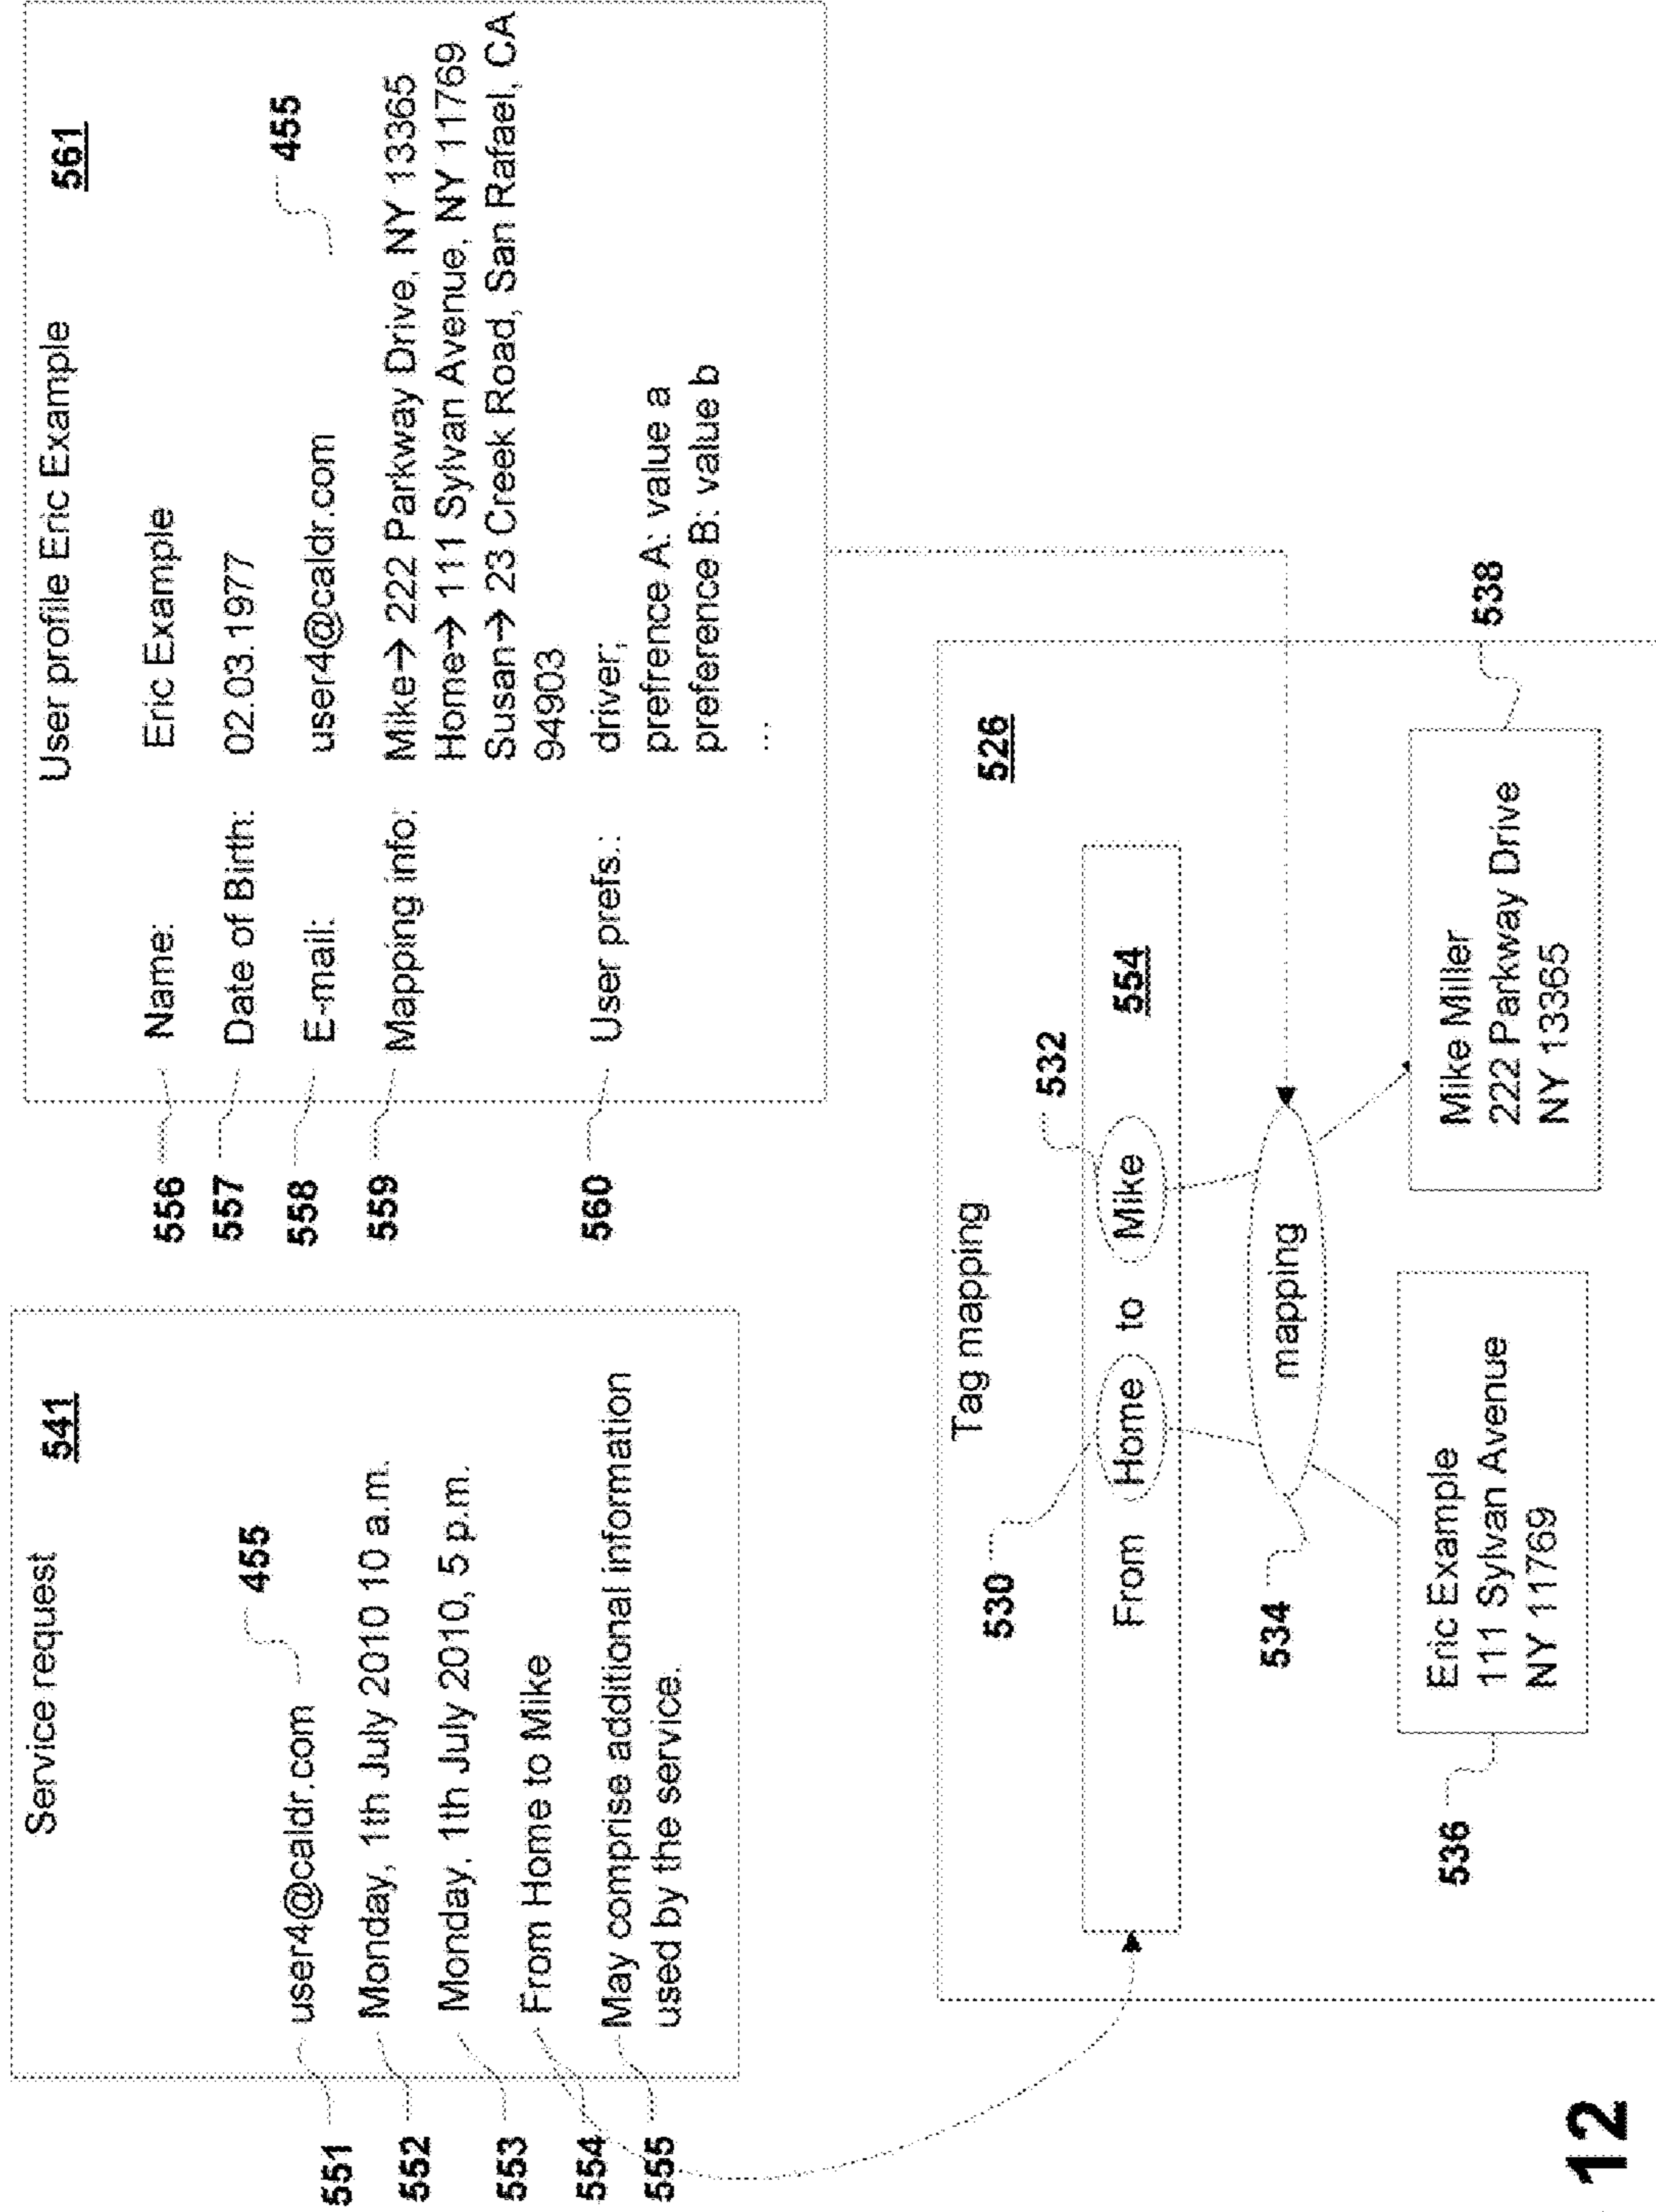 Service request
541
455
551
user4@caldr.com
552
Monday, 1th July 2010 10 a.m.
553
Monday, 1th July 2010, 5 p.m.
554
From Home to Mike
555
May comprise additional information
used by the service.
User profile Eric Example
561
556
Name:
Eric Example
557
Date of Birth:
02.03.1977
558
E-mail:
user4@caldr.com
455
559
Mapping info:
Mike→ 222 Parkway Drive, NY 13365
Home→ 111 Sylvan Avenue, NY 11769
Susan→ 23 Creek Road, San Rafael, CA
94903
560
User prefs.:
driver;
prefrence A: value a
preference B: value b
...
Tag mapping
526
530
532
From Home to Mike
554
534
mapping
536
Eric Example
111 Sylvan Avenue
NY 11769
538
Mike Miller
222 Parkway Drive
NY 13365
12